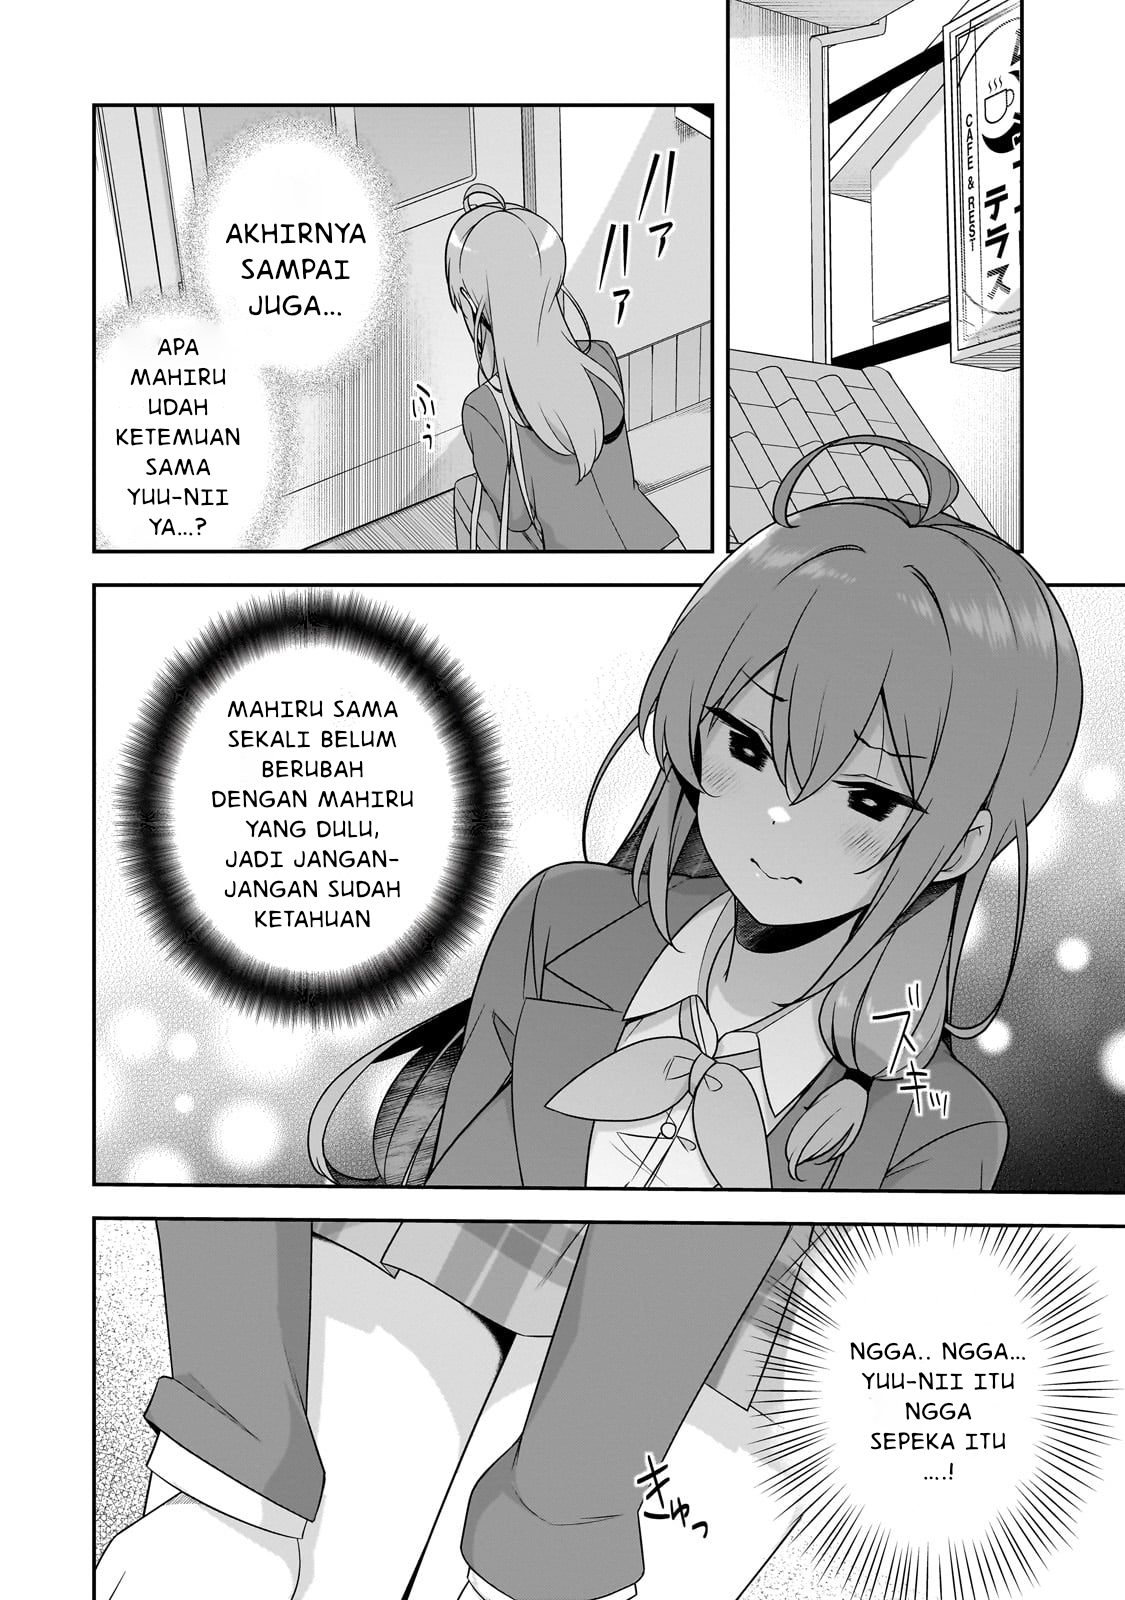 CAFE & REST
テラス
ハァ
ハァ
AKHIRNYA
SAMPAI
JUGA...
APA
MAHIRU
UDAH
KETEMUAN
SAMA
YUU-NII
YA...?
ふぅ
MAHIRU SAMA
SEKALI BELUM
BERUBAH
DENGAN MAHIRU
YANG DULU,
JADI JANGAN-
JANGAN SUDAH
KETAHUAN
ズキッ
NGGA.. NGGA...
YUU-NII ITU
NGGA
SEPEKA ITU
....!
きゅっ